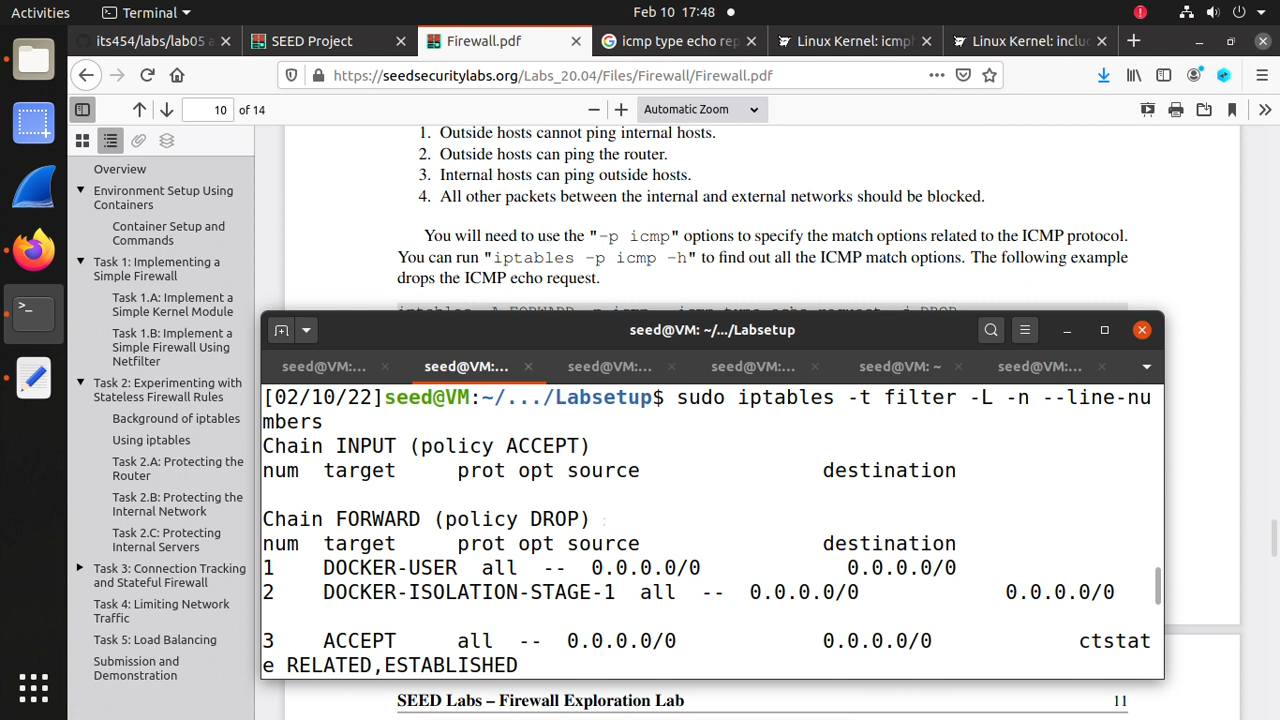 Activities
Terminal
Feb 10 17:48
its454/labs/lab05 a
SEED Project
Firewall.pdf
icmp type echo rep
Linux Kernel: icmph
Linux Kernel: includ
https://seedsecuritylabs.org/Labs_20.04/Files/Firewall/Firewall.pdf
10 of 14
Automatic Zoom
Overview
Environment Setup Using
Containers
Container Setup and
Commands
Task 1: Implementing a
Simple Firewall
Task 1.A: Implement a
Simple Kernel Module
Task 1.B: Implement a
Simple Firewall Using
Netfilter
Task 2: Experimenting with
Stateless Firewall Rules
Background of iptables
Using iptables
Task 2.A: Protecting the
Router
Task 2.B: Protecting the
Internal Network
Task 2.C: Protecting
Internal Servers
Task 3: Connection Tracking
and Stateful Firewall
Task 4: Limiting Network
Traffic
Task 5: Load Balancing
Submission and
Demonstration
1. Outside hosts cannot ping internal hosts.
2. Outside hosts can ping the router.
3. Internal hosts can ping outside hosts.
4. All other packets between the internal and external networks should be blocked.
You will need to use the "-p icmp" options to specify the match options related to the ICMP protocol.
You can run "iptables -p icmp -h" to find out all the ICMP match options. The following example
drops the ICMP echo request.
iptables -A FORWARD -p icmp --icmp-type echo-request -j DROP
seed@VM: ~/.../Labsetup
seed@VM:...
seed@VM:...
seed@VM:...
seed@VM:...
seed@VM: ~
seed@VM:...
[02/10/22]seed@VM:~/.../Labsetup$ sudo iptables -t filter -L -n --line-nu
mbers
Chain INPUT (policy ACCEPT)
num target prot opt source destination
Chain FORWARD (policy DROP)
num target prot opt source destination
1 DOCKER-USER all -- 0.0.0.0/0 0.0.0.0/0
2 DOCKER-ISOLATION-STAGE-1 all -- 0.0.0.0/0 0.0.0.0/0
3 ACCEPT all -- 0.0.0.0/0 0.0.0.0/0 ctstat
e RELATED,ESTABLISHED
SEED Labs – Firewall Exploration Lab 11